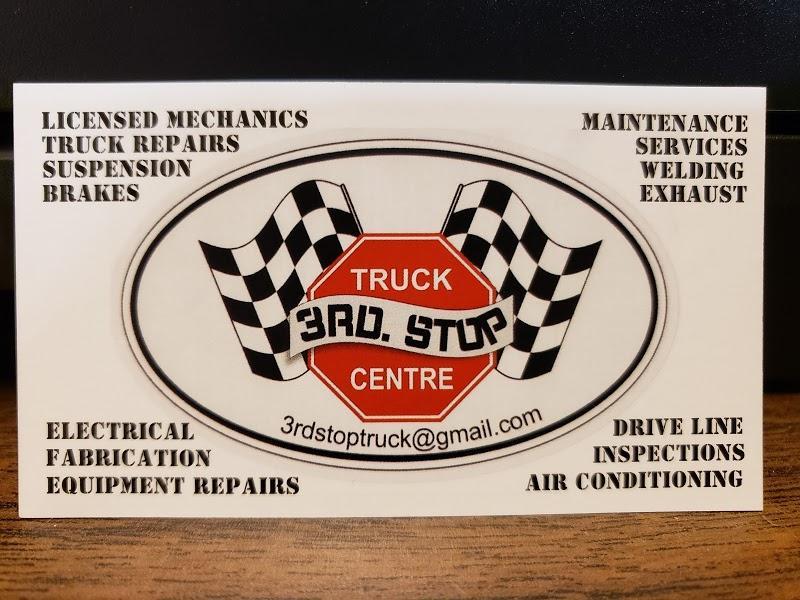 LICENSED MECHANICS
TRUCK REPAIRS
SUSPENSION
BRAKES
MAINTENANCE
SERVICES
WELDING
EXHAUST
TRUCK
3RD. STOP
CENTRE
3rdstoptruck@gmail.com
ELECTRICAL
FABRICATION
EQUIPMENT REPAIRS
DRIVE LINE
INSPECTIONS
AIR CONDITIONING